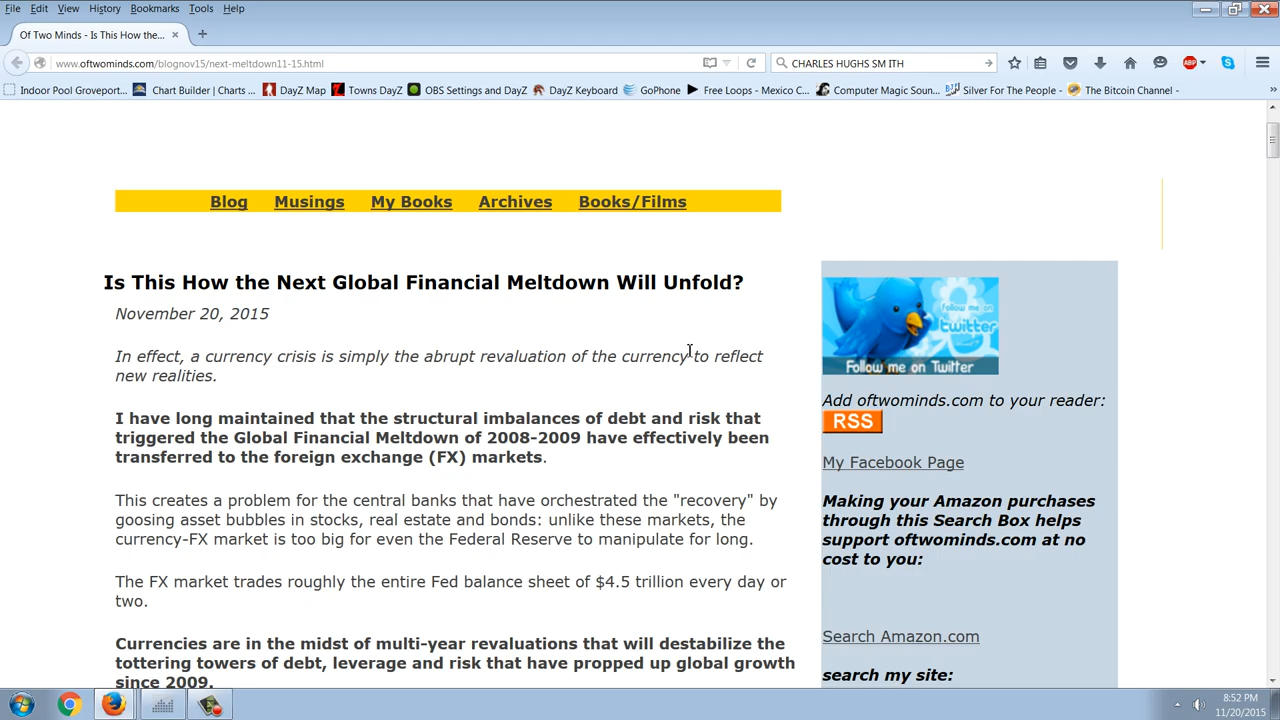 File Edit View History Bookmarks Tools Help
Of Two Minds - Is This How the...
www.oftwominds.com/blognov15/next-meltdown11-15.html
CHARLES HUGHS SM ITH
ABP
Indoor Pool Groveport... Chart Builder | Charts ... DayZ Map Towns DayZ OBS Settings and DayZ DayZ Keyboard GoPhone Free Loops - Mexico C... Computer Magic Soun... Silver For The People - The Bitcoin Channel -
Blog Musings My Books Archives Books/Films
Is This How the Next Global Financial Meltdown Will Unfold?
November 20, 2015
In effect, a currency crisis is simply the abrupt revaluation of the currency to reflect
new realities.
I have long maintained that the structural imbalances of debt and risk that
triggered the Global Financial Meltdown of 2008-2009 have effectively been
transferred to the foreign exchange (FX) markets.
This creates a problem for the central banks that have orchestrated the "recovery" by
goosing asset bubbles in stocks, real estate and bonds: unlike these markets, the
currency-FX market is too big for even the Federal Reserve to manipulate for long.
The FX market trades roughly the entire Fed balance sheet of $4.5 trillion every day or
two.
Currencies are in the midst of multi-year revaluations that will destabilize the
tottering towers of debt, leverage and risk that have propped up global growth
since 2009.
Follow me on
twitter
Follow me on Twitter
Add oftwominds.com to your reader:
RSS
My Facebook Page
Making your Amazon purchases
through this Search Box helps
support oftwominds.com at no
cost to you:
Search Amazon.com
search my site:
8:52 PM
11/20/2015